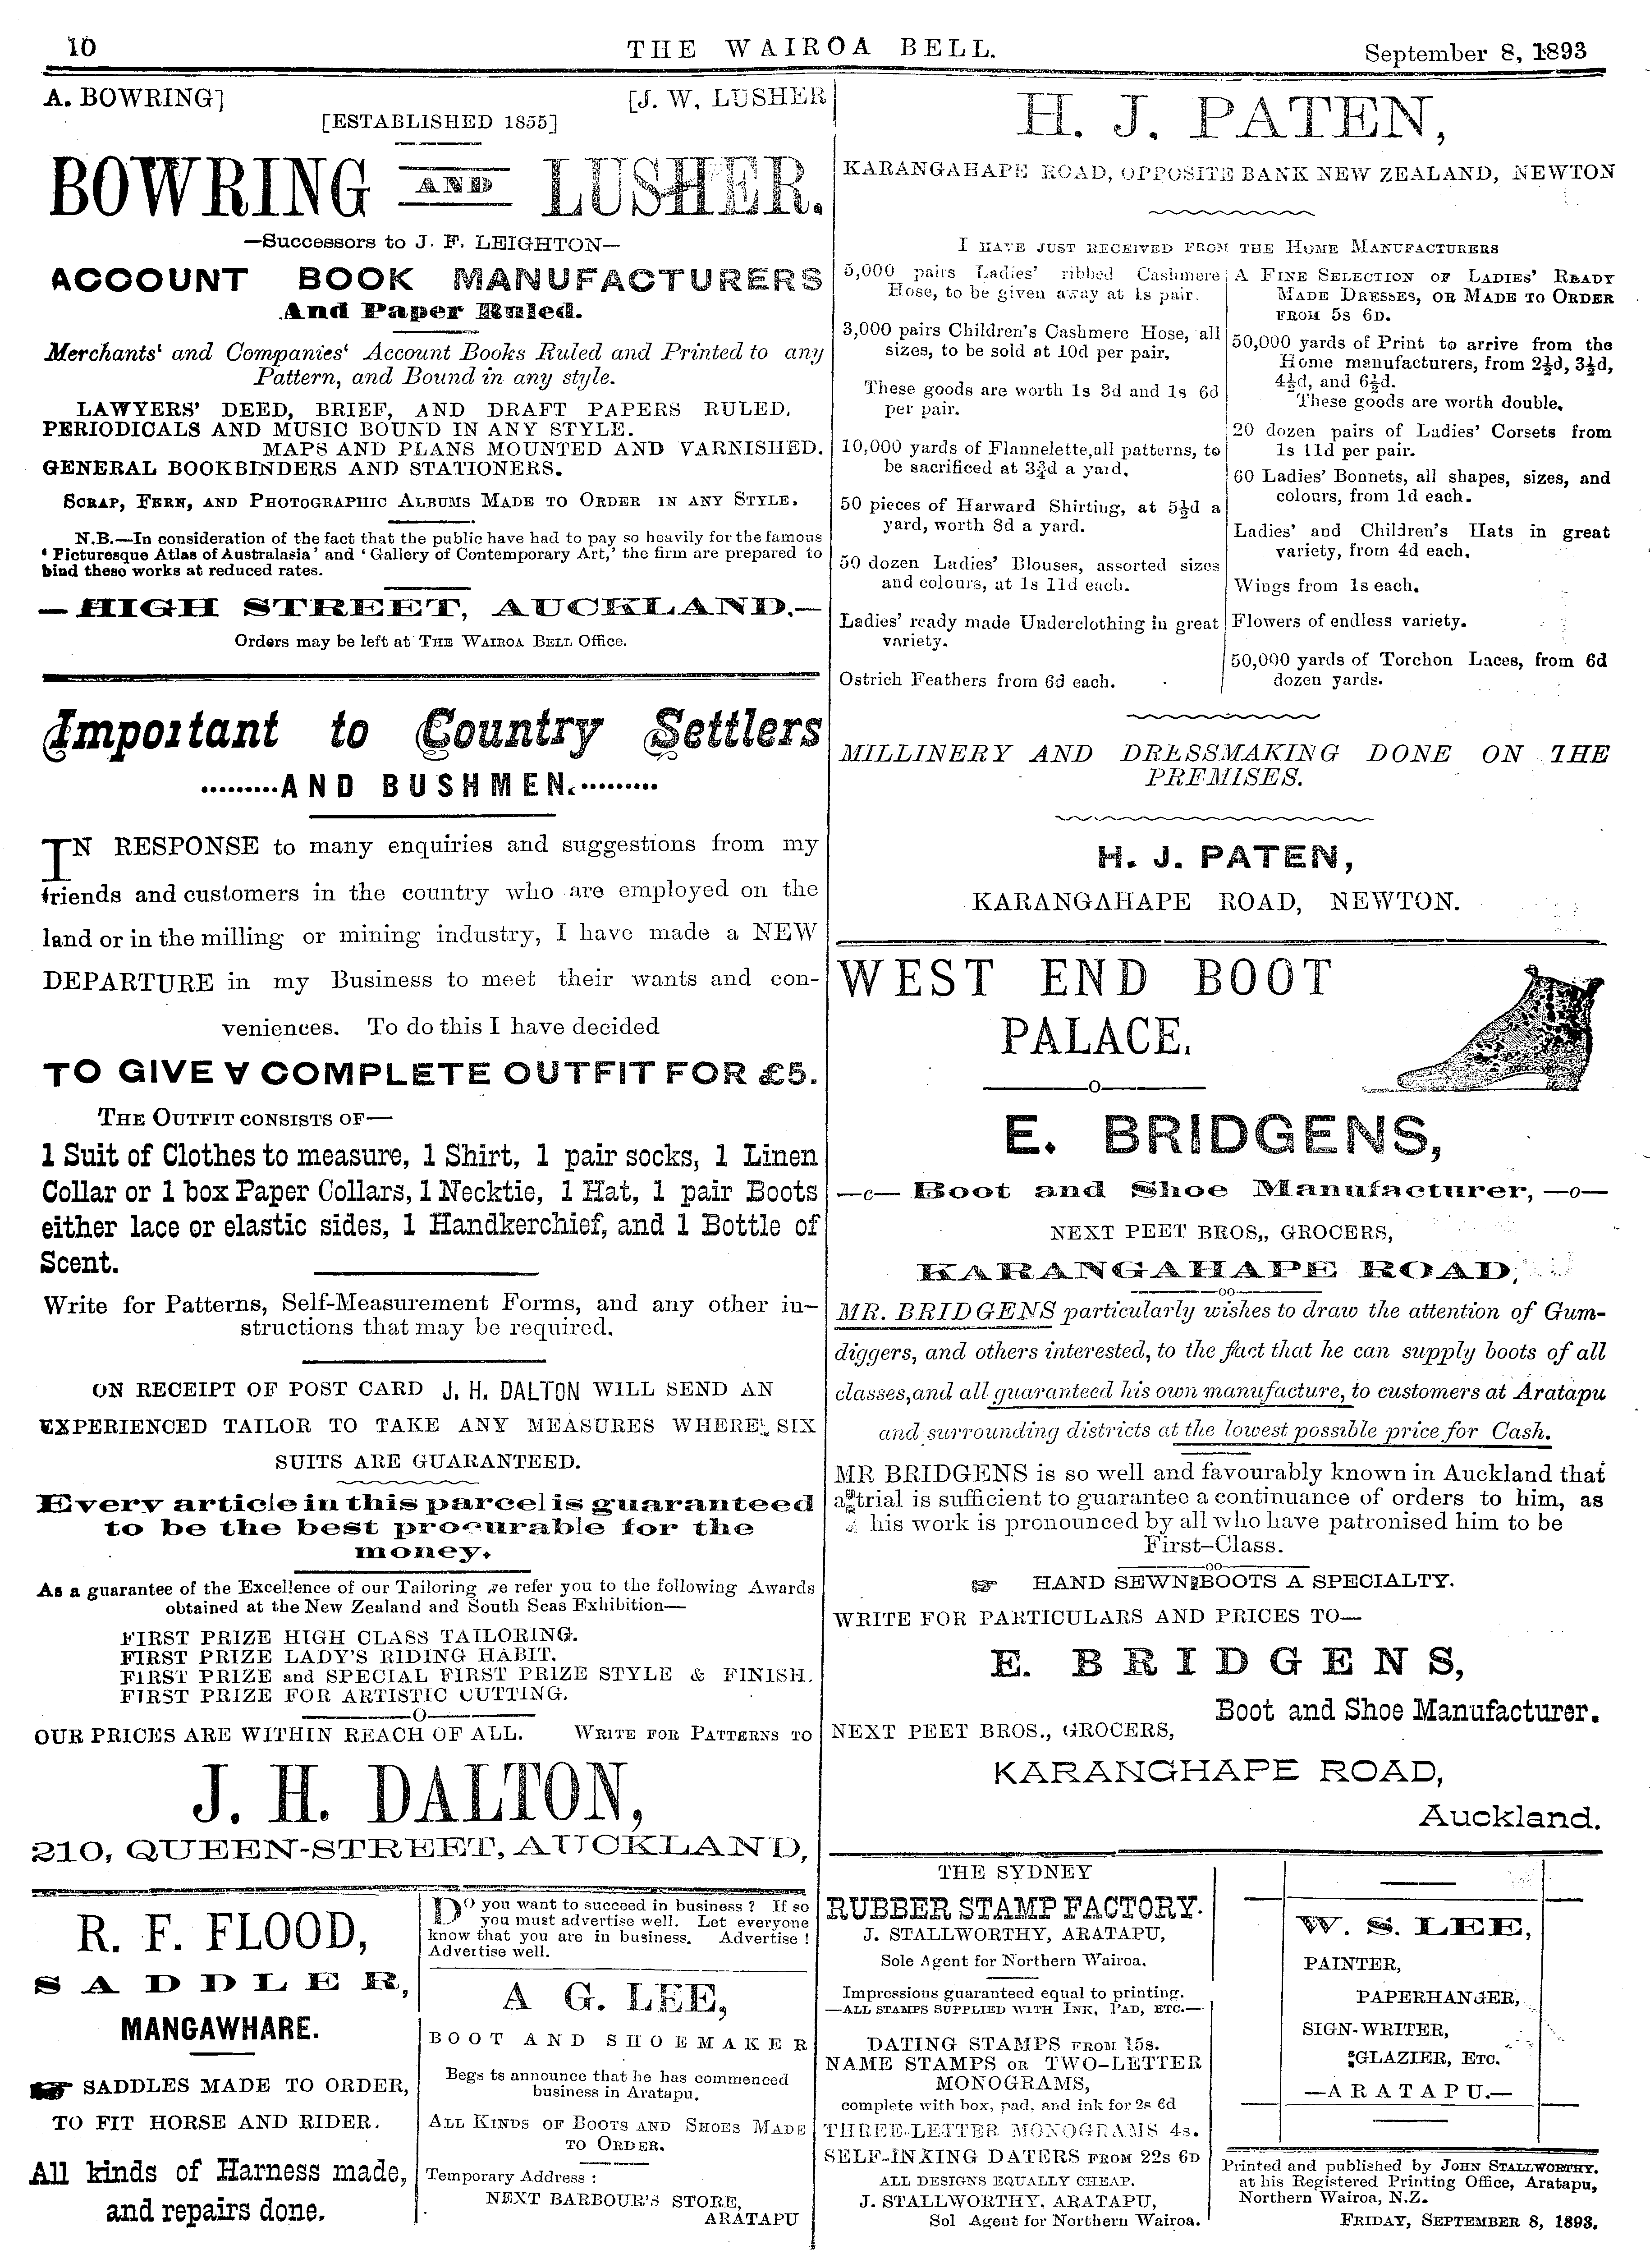 10
THE WAIROA BELL.
September 8, 1893
A. BOWRING]
[J. W. LUSHER
[ESTABLISHED 1855]
BOWRING AND LUSHER.
—Successors to J. F. LEIGHTON—
ACCOUNT BOOK MANUFACTURERS
And Paper Ruled.
Merchants' and Companies' Account Books Ruled and Printed to any
Pattern, and Bound in any style.
LAWYERS' DEED, BRIEF, AND DRAFT PAPERS RULED,
PERIODICALS AND MUSIC BOUND IN ANY STYLE.
MAPS AND PLANS MOUNTED AND VARNISHED.
GENERAL BOOKBINDERS AND STATIONERS.
SCRAP, FERN, AND PHOTOGRAPHIC ALBUMS MADE TO ORDER IN ANY STYLE.
N.B.—In consideration of the fact that the public have had to pay so heavily for the famous
' Picturesque Atlas of Australasia' and ' Gallery of Contemporary Art,' the firm are prepared to
bind these works at reduced rates.
—HIGH STREET, AUCKLAND.—
Orders may be left at THE WAIROA BELL Office.
Important to Country Settlers
.........AND BUSHMEN..........
IN RESPONSE to many enquiries and suggestions from my
friends and customers in the country who are employed on the
land or in the milling or mining industry, I have made a NEW
DEPARTURE in my Business to meet their wants and con-
veniences. To do this I have decided
TO GIVE ∀ COMPLETE OUTFIT FOR £5.
THE OUTFIT CONSISTS OF—
1 Suit of Clothes to measure, 1 Shirt, 1 pair socks, 1 Linen
Collar or 1 box Paper Collars, 1 Necktie, 1 Hat, 1 pair Boots
either lace or elastic sides, 1 Handkerchief, and 1 Bottle of
Scent.
Write for Patterns, Self-Measurement Forms, and any other in-
structions that may be required.
ON RECEIPT OF POST CARD J. H. DALTON WILL SEND AN
EXPERIENCED TAILOR TO TAKE ANY MEASURES WHERE SIX
SUITS ARE GUARANTEED.
Every article in this parcel is guaranteed
to be the best procurable for the
money.
As a guarantee of the Excellence of our Tailoring we refer you to the following Awards
obtained at the New Zealand and South Seas Exhibition—
FIRST PRIZE HIGH CLASS TAILORING.
FIRST PRIZE LADY'S RIDING HABIT.
FIRST PRIZE and SPECIAL FIRST PRIZE STYLE & FINISH.
FIRST PRIZE FOR ARTISTIC CUTTING.
O
OUR PRICES ARE WITHIN REACH OF ALL. WRITE FOR PATTERNS TO
J. H. DALTON,
210, QUEEN-STREET, AUCKLAND,
R. F. FLOOD,
SADDLER,
MANGAWHARE.
☛ SADDLES MADE TO ORDER,
TO FIT HORSE AND RIDER.
All kinds of Harness made,
and repairs done.
DO you want to succeed in business? If so
you must advertise well. Let everyone
know that you are in business. Advertise!
Advertise well.
A G. LEE,
BOOT AND SHOEMAKER
Begs ts announce that he has commenced
business in Aratapu.
ALL KINDS OF BOOTS AND SHOES MADE
TO ORDER.
Temporary Address :
NEXT BARBOUR'S STORE,
ARATAPU
H. J. PATEN,
KARANGAHAPE ROAD, OPPOSITE BANK NEW ZEALAND, NEWTON
I HAVE JUST RECEIVED FROM THE HOME MANUFACTURERS
5,000 pairs Ladies' ribbed Cashmere
Hose, to be given away at 1s pair.
3,000 pairs Children's Cashmere Hose, all
sizes, to be sold at 10d per pair.
These goods are worth 1s 3d and 1s 6d
per pair.
10,000 yards of Flannelette, all patterns, to
be sacrificed at 3¾d a yard.
50 pieces of Harward Shirting, at 5½d a
yard, worth 8d a yard.
50 dozen Ladies' Blouses, assorted sizes
and colours, at 1s 11d each.
Ladies' ready made Underclothing in great
variety.
Ostrich Feathers from 6d each.
A FINE SELECTION OF LADIES' READY
MADE DRESSES, OR MADE TO ORDER
FROM 5S 6D.
50,000 yards of Print to arrive from the
Home manufacturers, from 2½d, 3½d,
4½d, and 6½d.
These goods are worth double.
20 dozen pairs of Ladies' Corsets from
1s 11d per pair.
60 Ladies' Bonnets, all shapes, sizes, and
colours, from 1d each.
Ladies' and Children's Hats in great
variety, from 4d each.
Wings from 1s each.
Flowers of endless variety.
50,000 yards of Torchon Laces, from 6d
dozen yards.
MILLINERY AND DRESSMAKING DONE ON THE
PREMISES.
H. J. PATEN,
KARANGAHAPE ROAD, NEWTON.
WEST END BOOT
PALACE.
O
E. BRIDGENS,
—o— Boot and Shoe Manufacturer, —o—
NEXT PEET BROS,, GROCERS,
KARANGAHAPE ROAD,
oo
MR. BRIDGENS particularly wishes to draw the attention of Gum-
diggers, and others interested, to the fact that he can supply boots of all
classes, and all guaranteed his own manufacture, to customers at Aratapu
and surrounding districts at the lowest possible price for Cash.
MR BRIDGENS is so well and favourably known in Auckland that
a trial is sufficient to guarantee a continuance of orders to him, as
his work is pronounced by all who have patronised him to be
First-Class.
oo
☞ HAND SEWN BOOTS A SPECIALTY.
WRITE FOR PARTICULARS AND PRICES TO—
E. BRIDGENS,
Boot and Shoe Manufacturer.
NEXT PEET BROS., GROCERS,
KARANGHAPE ROAD,
Auckland.
THE SYDNEY
RUBBER STAMP FACTORY.
J. STALLWORTHY, ARATAPU,
Sole Agent for Northern Wairoa.
Impressions guaranteed equal to printing.
—ALL STAMPS SUPPLIED WITH INK, PAD, ETC.—
DATING STAMPS FROM 15s.
NAME STAMPS OR TWO-LETTER
MONOGRAMS,
complete with box, pad, and ink for 2s 6d
THREE-LETTER MONOGRAMS 4s.
SELF-INKING DATERS FROM 22s 6D
ALL DESIGNS EQUALLY CHEAP.
J. STALLWORTHY, ARATAPU,
Sol Agent for Northern Wairoa.
W. S. LEE,
PAINTER,
PAPERHANGER,
SIGN-WRITER,
GLAZIER, ETC.
—ARATAPU.—
Printed and published by JOHN STALLWORTHY.
at his Registered Printing Office, Aratapu,
Northern Wairoa, N.Z.
FRIDAY, SEPTEMBER 8, 1893.